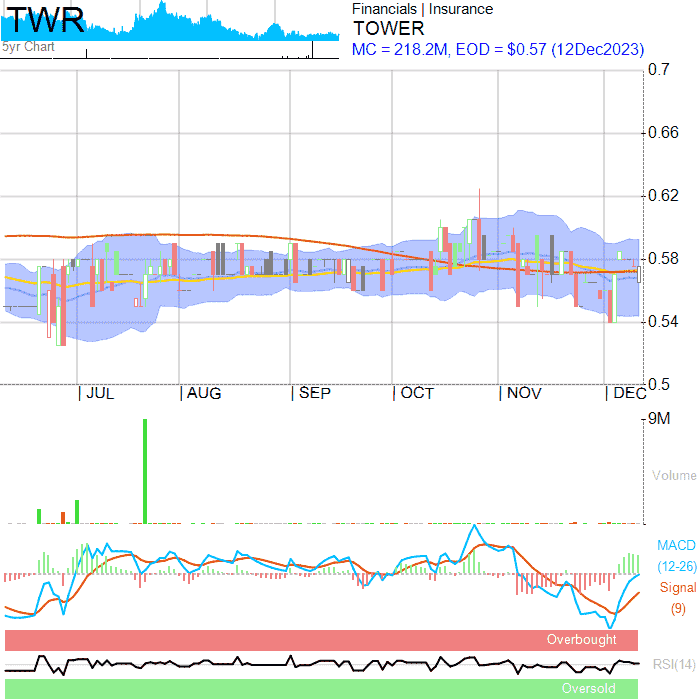 TWR
5yr Chart
Financials | Insurance
TOWER
MC = 218.2M, EOD = $0.57 (12Dec2023)
0.7
0.66
0.62
0.58
0.54
0.5
| JUL | AUG | SEP | OCT | NOV | DEC
9M
Volume
MACD
(12-26)
Signal
(9)
Overbought
RSI(14)
Oversold